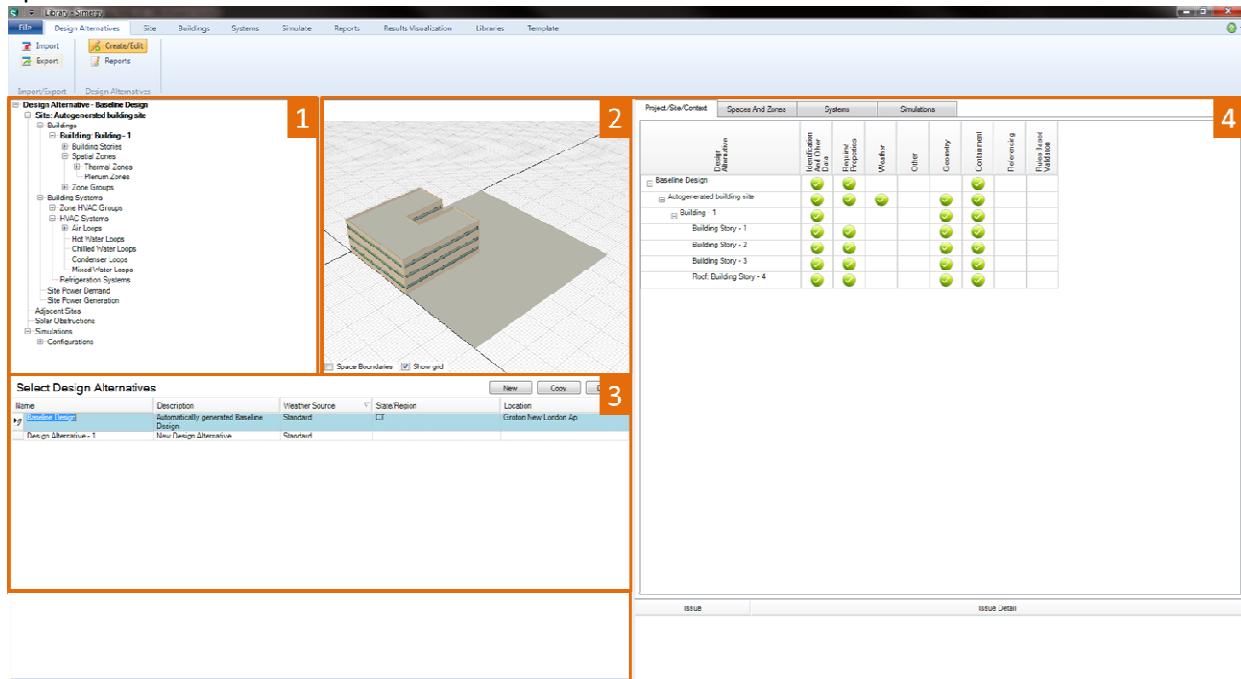 Library - Simergy
File Design Alternatives Site Buildings Systems Simulate Reports Results Visualization Libraries Template
Import Create/Edit
Export Reports
Import/Export Design Alternatives
1
Design Alternative - Baseline Design
Site: Autogenerated building site
Buildings
Building: Building - 1
Building Stories
Spatial Zones
Thermal Zones
Plenum Zones
Zone Groups
Building Systems
Zone HVAC Groups
HVAC Systems
Air Loops
Hot Water Loops
Chilled Water Loops
Condenser Loops
Mixed Water Loops
Refrigeration Systems
Site Power Demand
Site Power Generation
Adjacent Sites
Solar Obstructions
Simulations
Configurations
2
Space Boundaries Show grid
3
Select Design Alternatives New Copy
Name Description Weather Source State/Region Location
Baseline Design Automatically generated Baseline Design Standard CT Groton New London Ap
Design Alternative - 1 New Design Alternative Standard
4
Project/Site/Context Spaces And Zones Systems Simulations
Design Alternative
Identification And Other Data
Required Properties
Weather
Other
Geometry
Containment
Referencing
Rules Based Validation
Baseline Design
Autogenerated building site
Building - 1
Building Story - 1
Building Story - 2
Building Story - 3
Roof: Building Story - 4
Issue Issue Detail